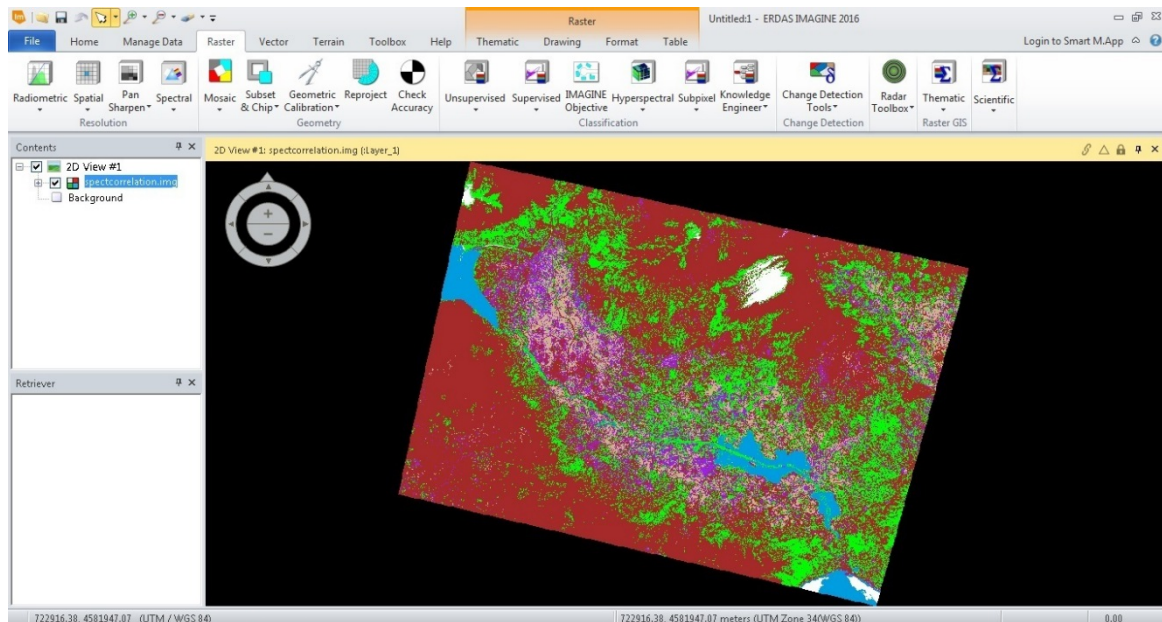 Raster
Untitled:1 - ERDAS IMAGINE 2016
File Home Manage Data Raster Vector Terrain Toolbox Help Thematic Drawing Format Table
Login to Smart M.App
Radiometric Spatial Pan Sharpen Spectral Mosaic Subset & Chip Geometric Calibration Reproject Check Accuracy Unsupervised Supervised IMAGINE Objective Hyperspectral Subpixel Knowledge Engineer Change Detection Tools Radar Toolbox Thematic Scientific
Resolution Geometry Classification Change Detection Raster GIS
Contents
2D View #1: spectcorrelation.img (:Layer_1)
2D View #1
spectcorrelation.img
Background
Retriever
722916.38, 4581947.07 (UTM / WGS 84)
722916.38, 4581947.07 meters (UTM Zone 34(WGS 84))
0.00